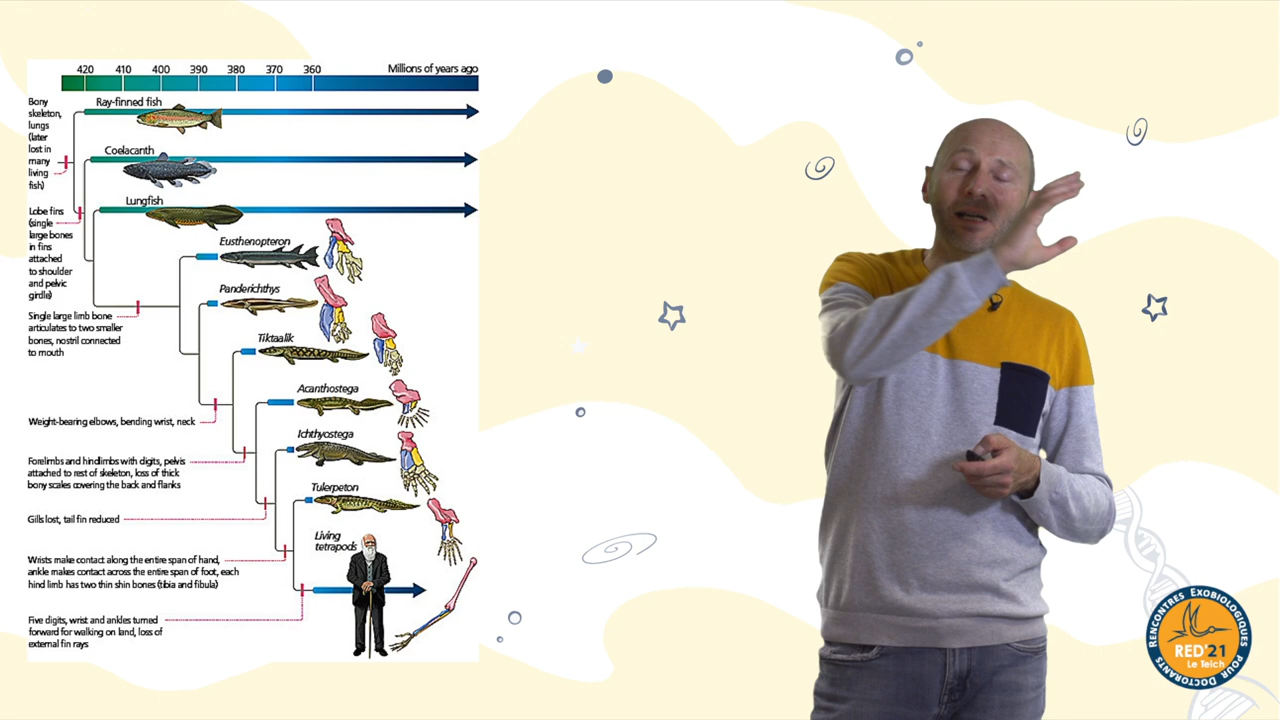 420 410 400 390 380 370 360 Millions of years ago
Bony
skeleton,
lungs
(later
lost in
many
living
fish)
Ray-finned fish
Coelacanth
Lungfish
Lobe fins
(single
large bones
in fins
attached
to shoulder
and pelvic
girdle)
Eusthenopteron
Panderichthys
Single large limb bone
articulates to two smaller
bones, nostril connected
to mouth
Tiktaalik
Acanthostega
Weight-bearing elbows, bending wrist, neck
Ichthyostega
Forelimbs and hindlimbs with digits, pelvis
attached to rest of skeleton, loss of thick
bony scales covering the back and flanks
Tulerpeton
Gills lost, tail fin reduced
Living
tetrapods
Wrists make contact along the entire span of hand,
ankle makes contact across the entire span of foot, each
hind limb has two thin shin bones (tibia and fibula)
Five digits, wrist and ankles turned
forward for walking on land, loss of
external fin rays
RENCONTRES EXOBIOLOGIQUES
POUR DOCTORANTS
RED'21
Le Teich